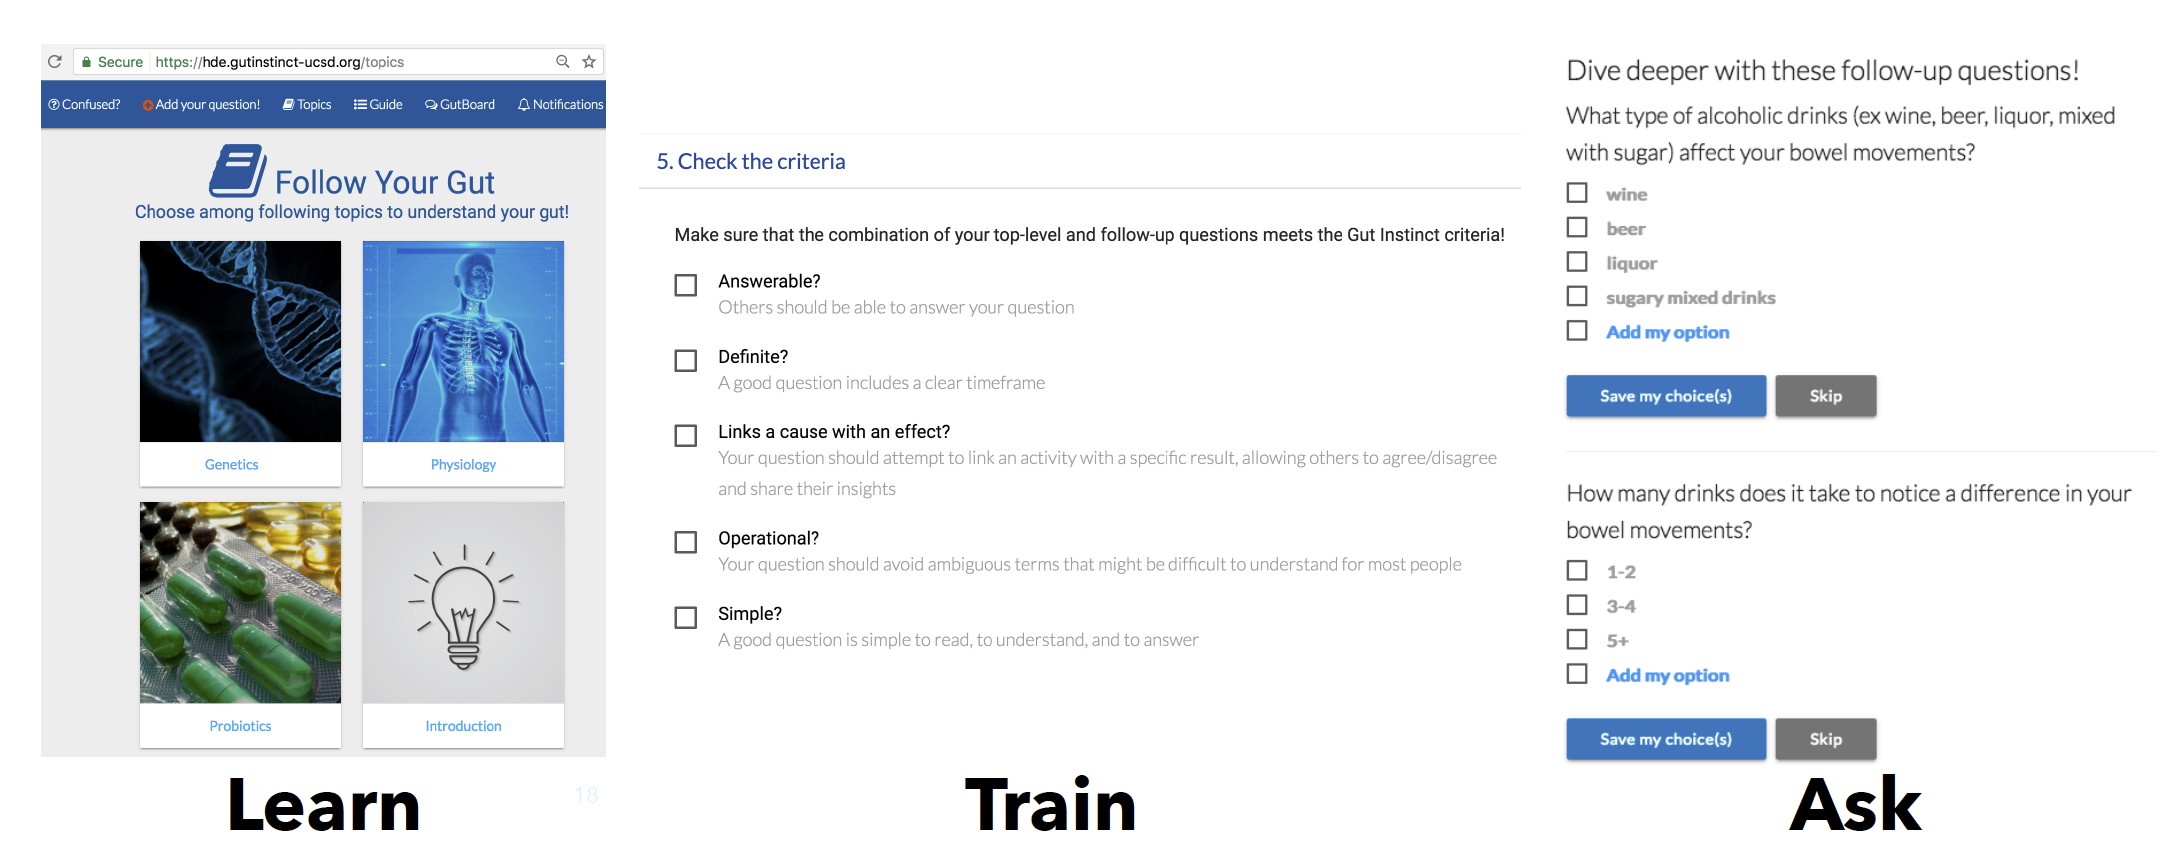 Secure https://hde.gutinstinct-ucsd.org/topics
Confused? Add your question! Topics Guide GutBoard Notifications
Follow Your Gut
Choose among following topics to understand your gut!
Genetics
Physiology
Probiotics
Introduction
Learn
18
5. Check the criteria
Make sure that the combination of your top-level and follow-up questions meets the Gut Instinct criteria!
Answerable?
Others should be able to answer your question
Definite?
A good question includes a clear timeframe
Links a cause with an effect?
Your question should attempt to link an activity with a specific result, allowing others to agree/disagree
and share their insights
Operational?
Your question should avoid ambiguous terms that might be difficult to understand for most people
Simple?
A good question is simple to read, to understand, and to answer
Train
Dive deeper with these follow-up questions!
What type of alcoholic drinks (ex wine, beer, liquor, mixed
with sugar) affect your bowel movements?
wine
beer
liquor
sugary mixed drinks
Add my option
Save my choice(s)
Skip
How many drinks does it take to notice a difference in your
bowel movements?
1-2
3-4
5+
Add my option
Save my choice(s)
Skip
Ask